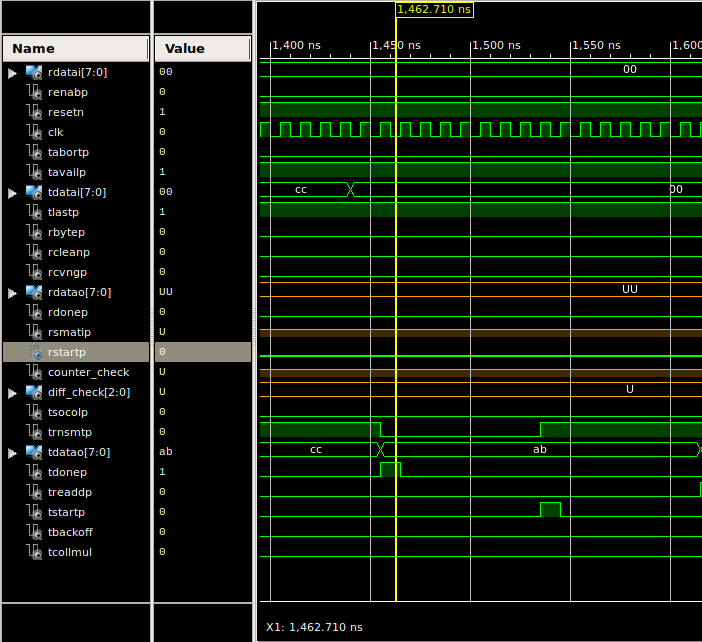 1,462.710 ns
Name Value
1,400 ns 1,450 ns 1,500 ns 1,550 ns 1,600
rdatai[7:0] 00 00
renabp 0
resetn 1
clk 0
tabortp 0
tavailp 1
tdatai[7:0] 00 cc 00
tlastp 1
rbytep 0
rcleanp 0
rcvngp 0
rdatao[7:0] UU UU
rdonep 0
rsmatip U
rstartp 0
counter_check U
diff_check[2:0] U U
tsocolp 0
trnsmtp 0
tdatao[7:0] ab cc ab
tdonep 1
treaddp 0
tstartp 0
tbackoff 0
tcollmul 0
X1: 1,462.710 ns